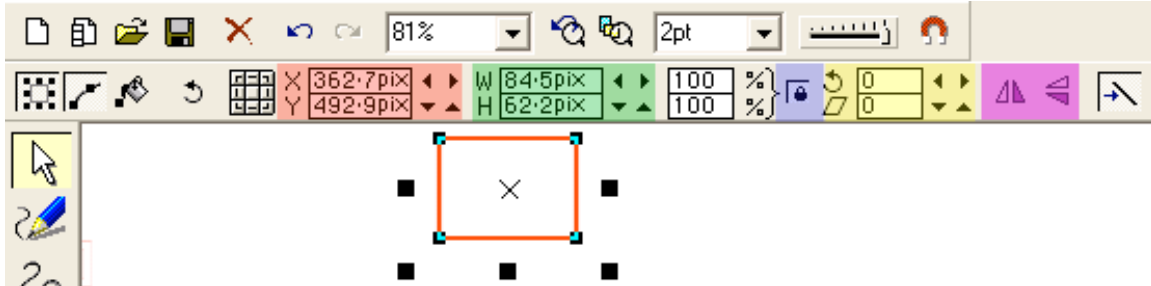 81% 2pt
X 362·7pix W 84·5pix 100 % 0
Y 492·9pix H 62·2pix 100 % 0